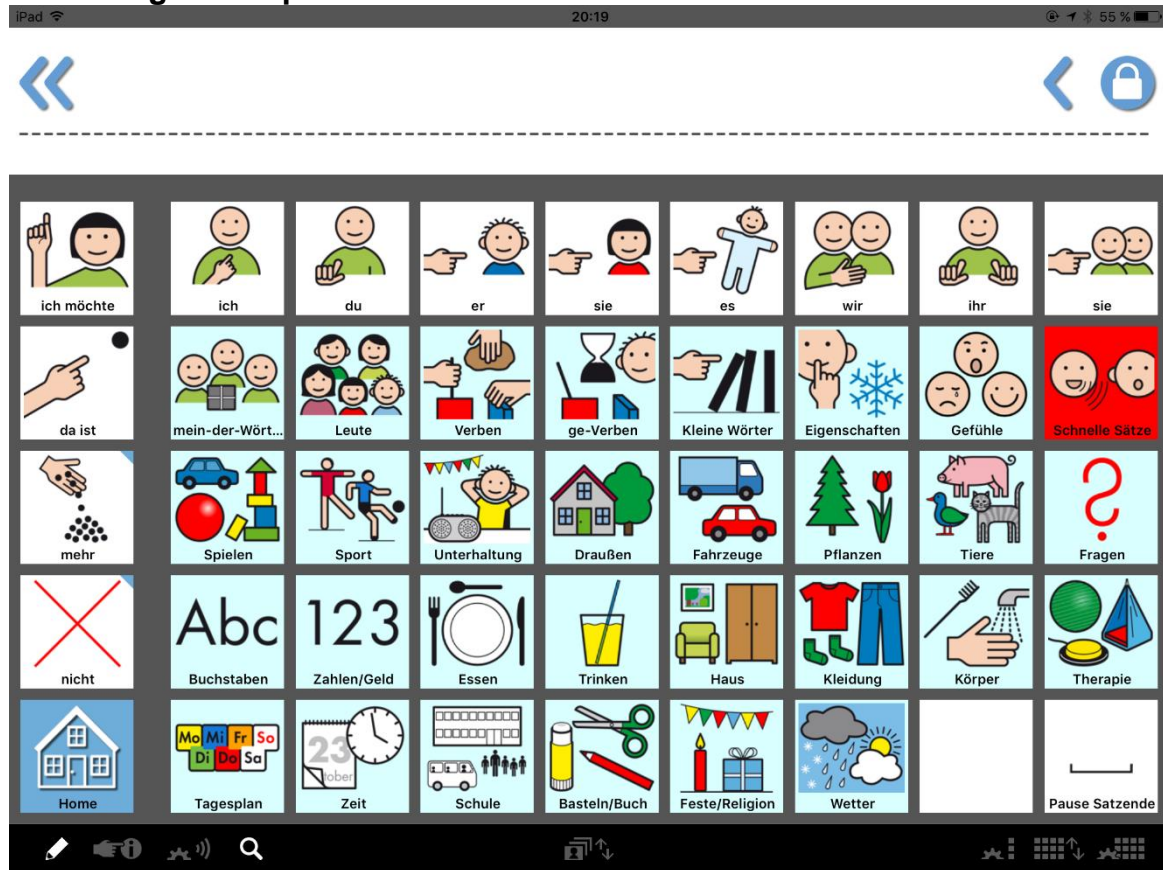 iPad 20:19 55 %
ich möchte ich du er sie es wir ihr sie
da ist mein-der-Wört... Leute Verben ge-Verben Kleine Wörter Eigenschaften Gefühle Schnelle Sätze
mehr Spielen Sport Unterhaltung Draußen Fahrzeuge Pflanzen Tiere Fragen
Abc 123
nicht Buchstaben Zahlen/Geld Essen Trinken Haus Kleidung Körper Therapie
Mo Mi Fr So
Di Do Sa
23
tober
Home Tagesplan Zeit Schule Basteln/Buch Feste/Religion Wetter Pause Satzende